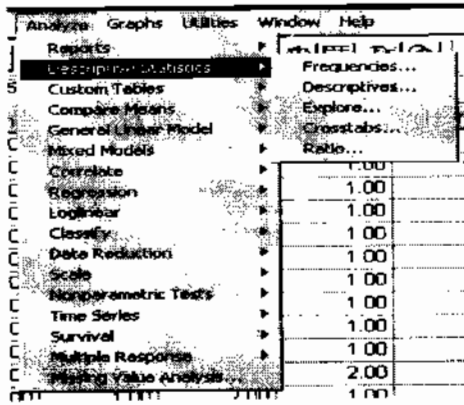 Analyze Graphs Utilities Window Help
Reports
Descriptive Statistics
Custom Tables
Compare Means
General Linear Model
Mixed Models
Correlate
Regression
Loglinear
Classify
Data Reduction
Scale
Nonparametric Tests
Time Series
Survival
Multiple Response
Missing Value Analysis...
Frequencies...
Descriptives...
Explore...
Crosstabs...
Ratio...
5
1.00
1.00
1.00
1.00
1.00
1.00
1.00
1.00
1.00
2.00
1.00